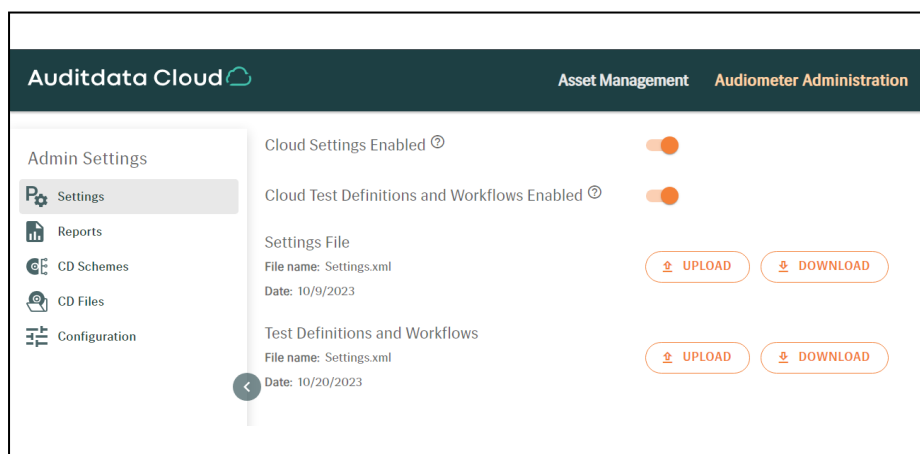 Auditdata Cloud
Asset Management
Audiometer Administration
Admin Settings
Settings
Reports
CD Schemes
CD Files
Configuration
Cloud Settings Enabled ?
Cloud Test Definitions and Workflows Enabled ?
Settings File
File name: Settings.xml
Date: 10/9/2023
UPLOAD
DOWNLOAD
Test Definitions and Workflows
File name: Settings.xml
Date: 10/20/2023
UPLOAD
DOWNLOAD